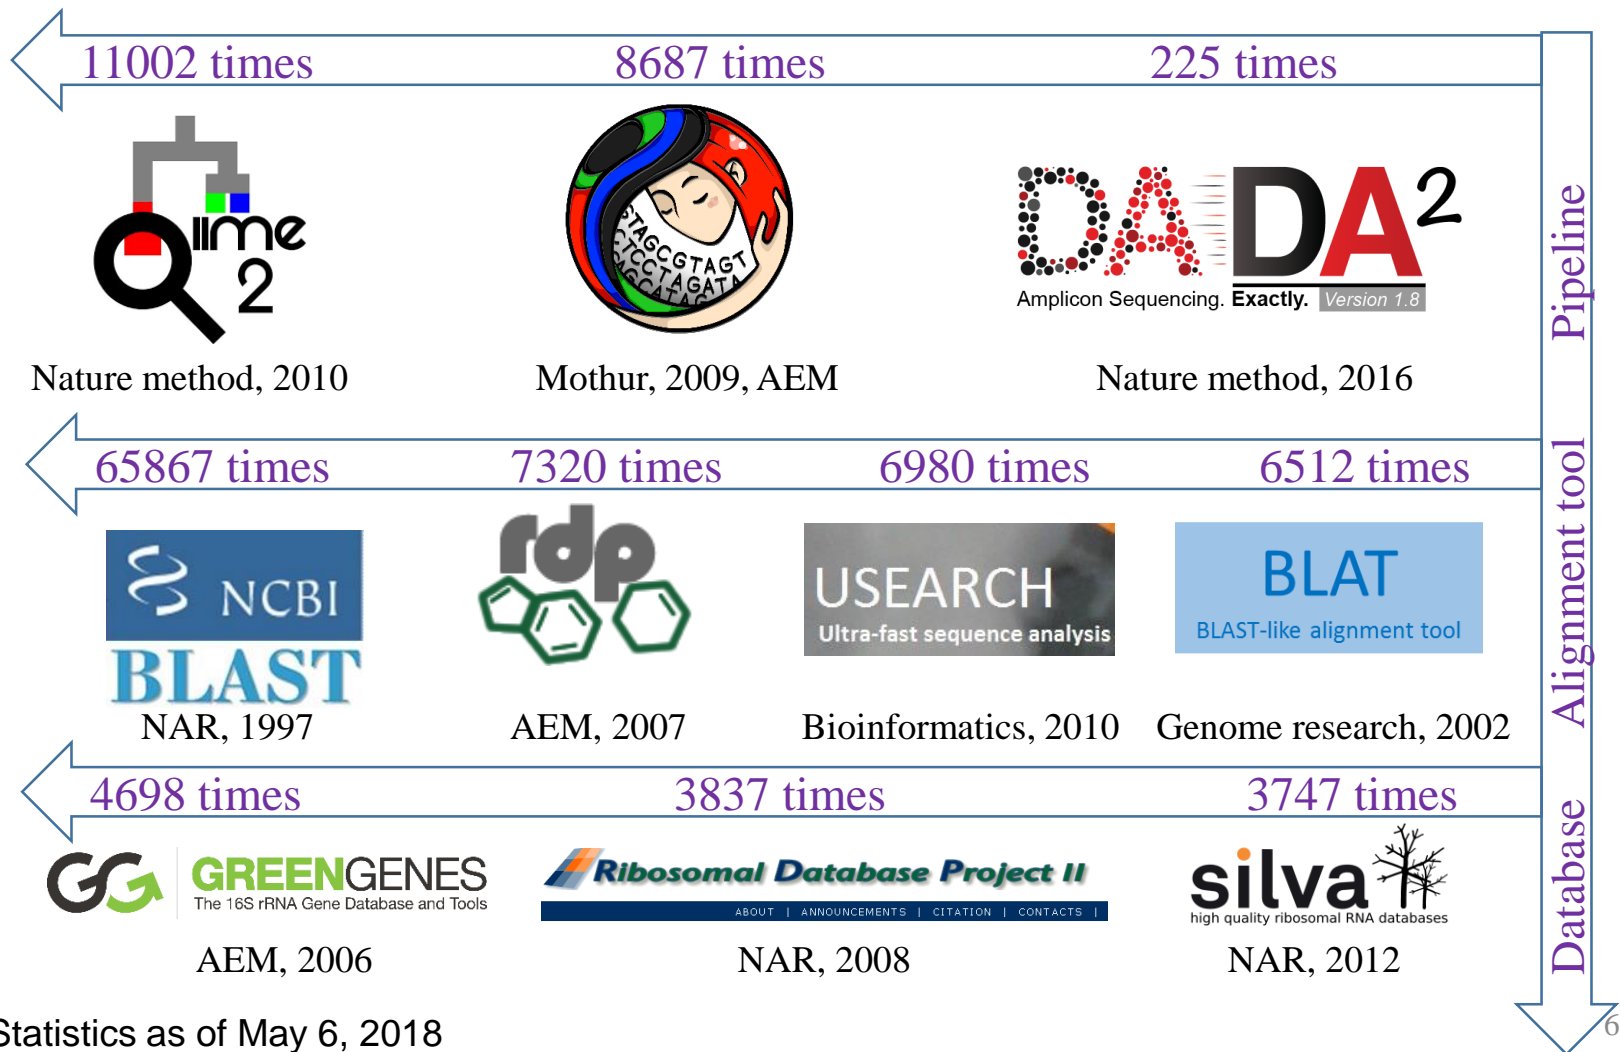 11002 times 8687 times 225 times
Qiime
2
GTAGCGTAGT
CTCCTAGATA
DADA2
Amplicon Sequencing. Exactly. Version 1.8
Nature method, 2010 Mothur, 2009, AEM Nature method, 2016
Pipeline
65867 times 7320 times 6980 times 6512 times
NCBI
BLAST
rdp
USEARCH
Ultra-fast sequence analysis
BLAT
BLAST-like alignment tool
NAR, 1997 AEM, 2007 Bioinformatics, 2010 Genome research, 2002
Alignment tool
4698 times 3837 times 3747 times
GG GREENGENES
The 16S rRNA Gene Database and Tools
Ribosomal Database Project II
ABOUT | ANNOUNCEMENTS | CITATION | CONTACTS |
silva
high quality ribosomal RNA databases
AEM, 2006 NAR, 2008 NAR, 2012
Database
Statistics as of May 6, 2018
6